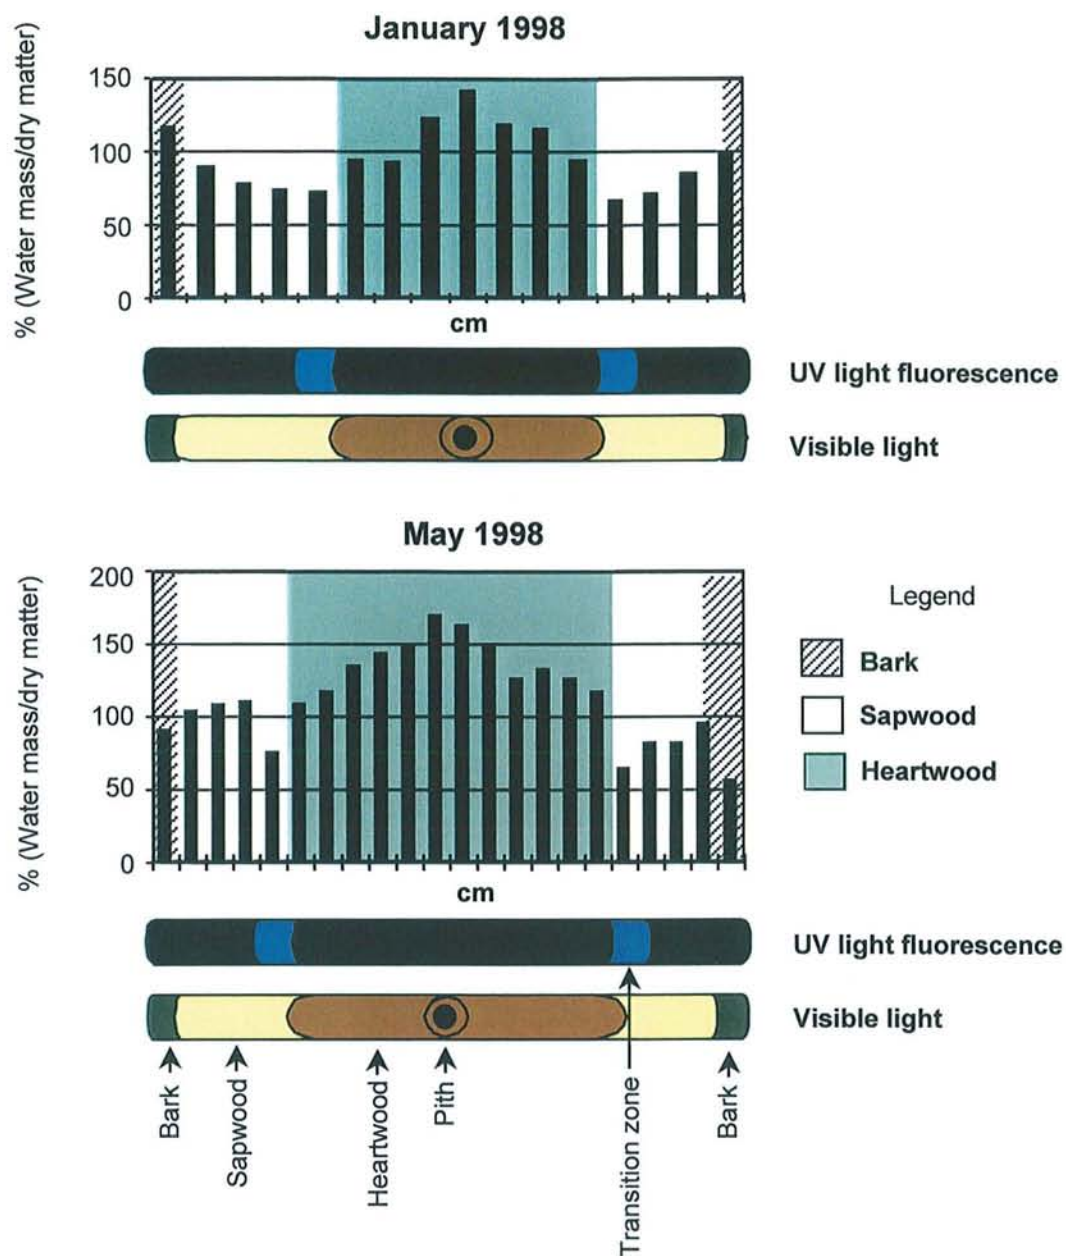 January 1998
% (Water mass/dry matter)
150
100
50
0
cm
UV light fluorescence
Visible light
May 1998
% (Water mass/dry matter)
200
150
100
50
0
cm
Legend
Bark
Sapwood
Heartwood
UV light fluorescence
Visible light
Bark
Sapwood
Heartwood
Pith
Transition zone
Bark